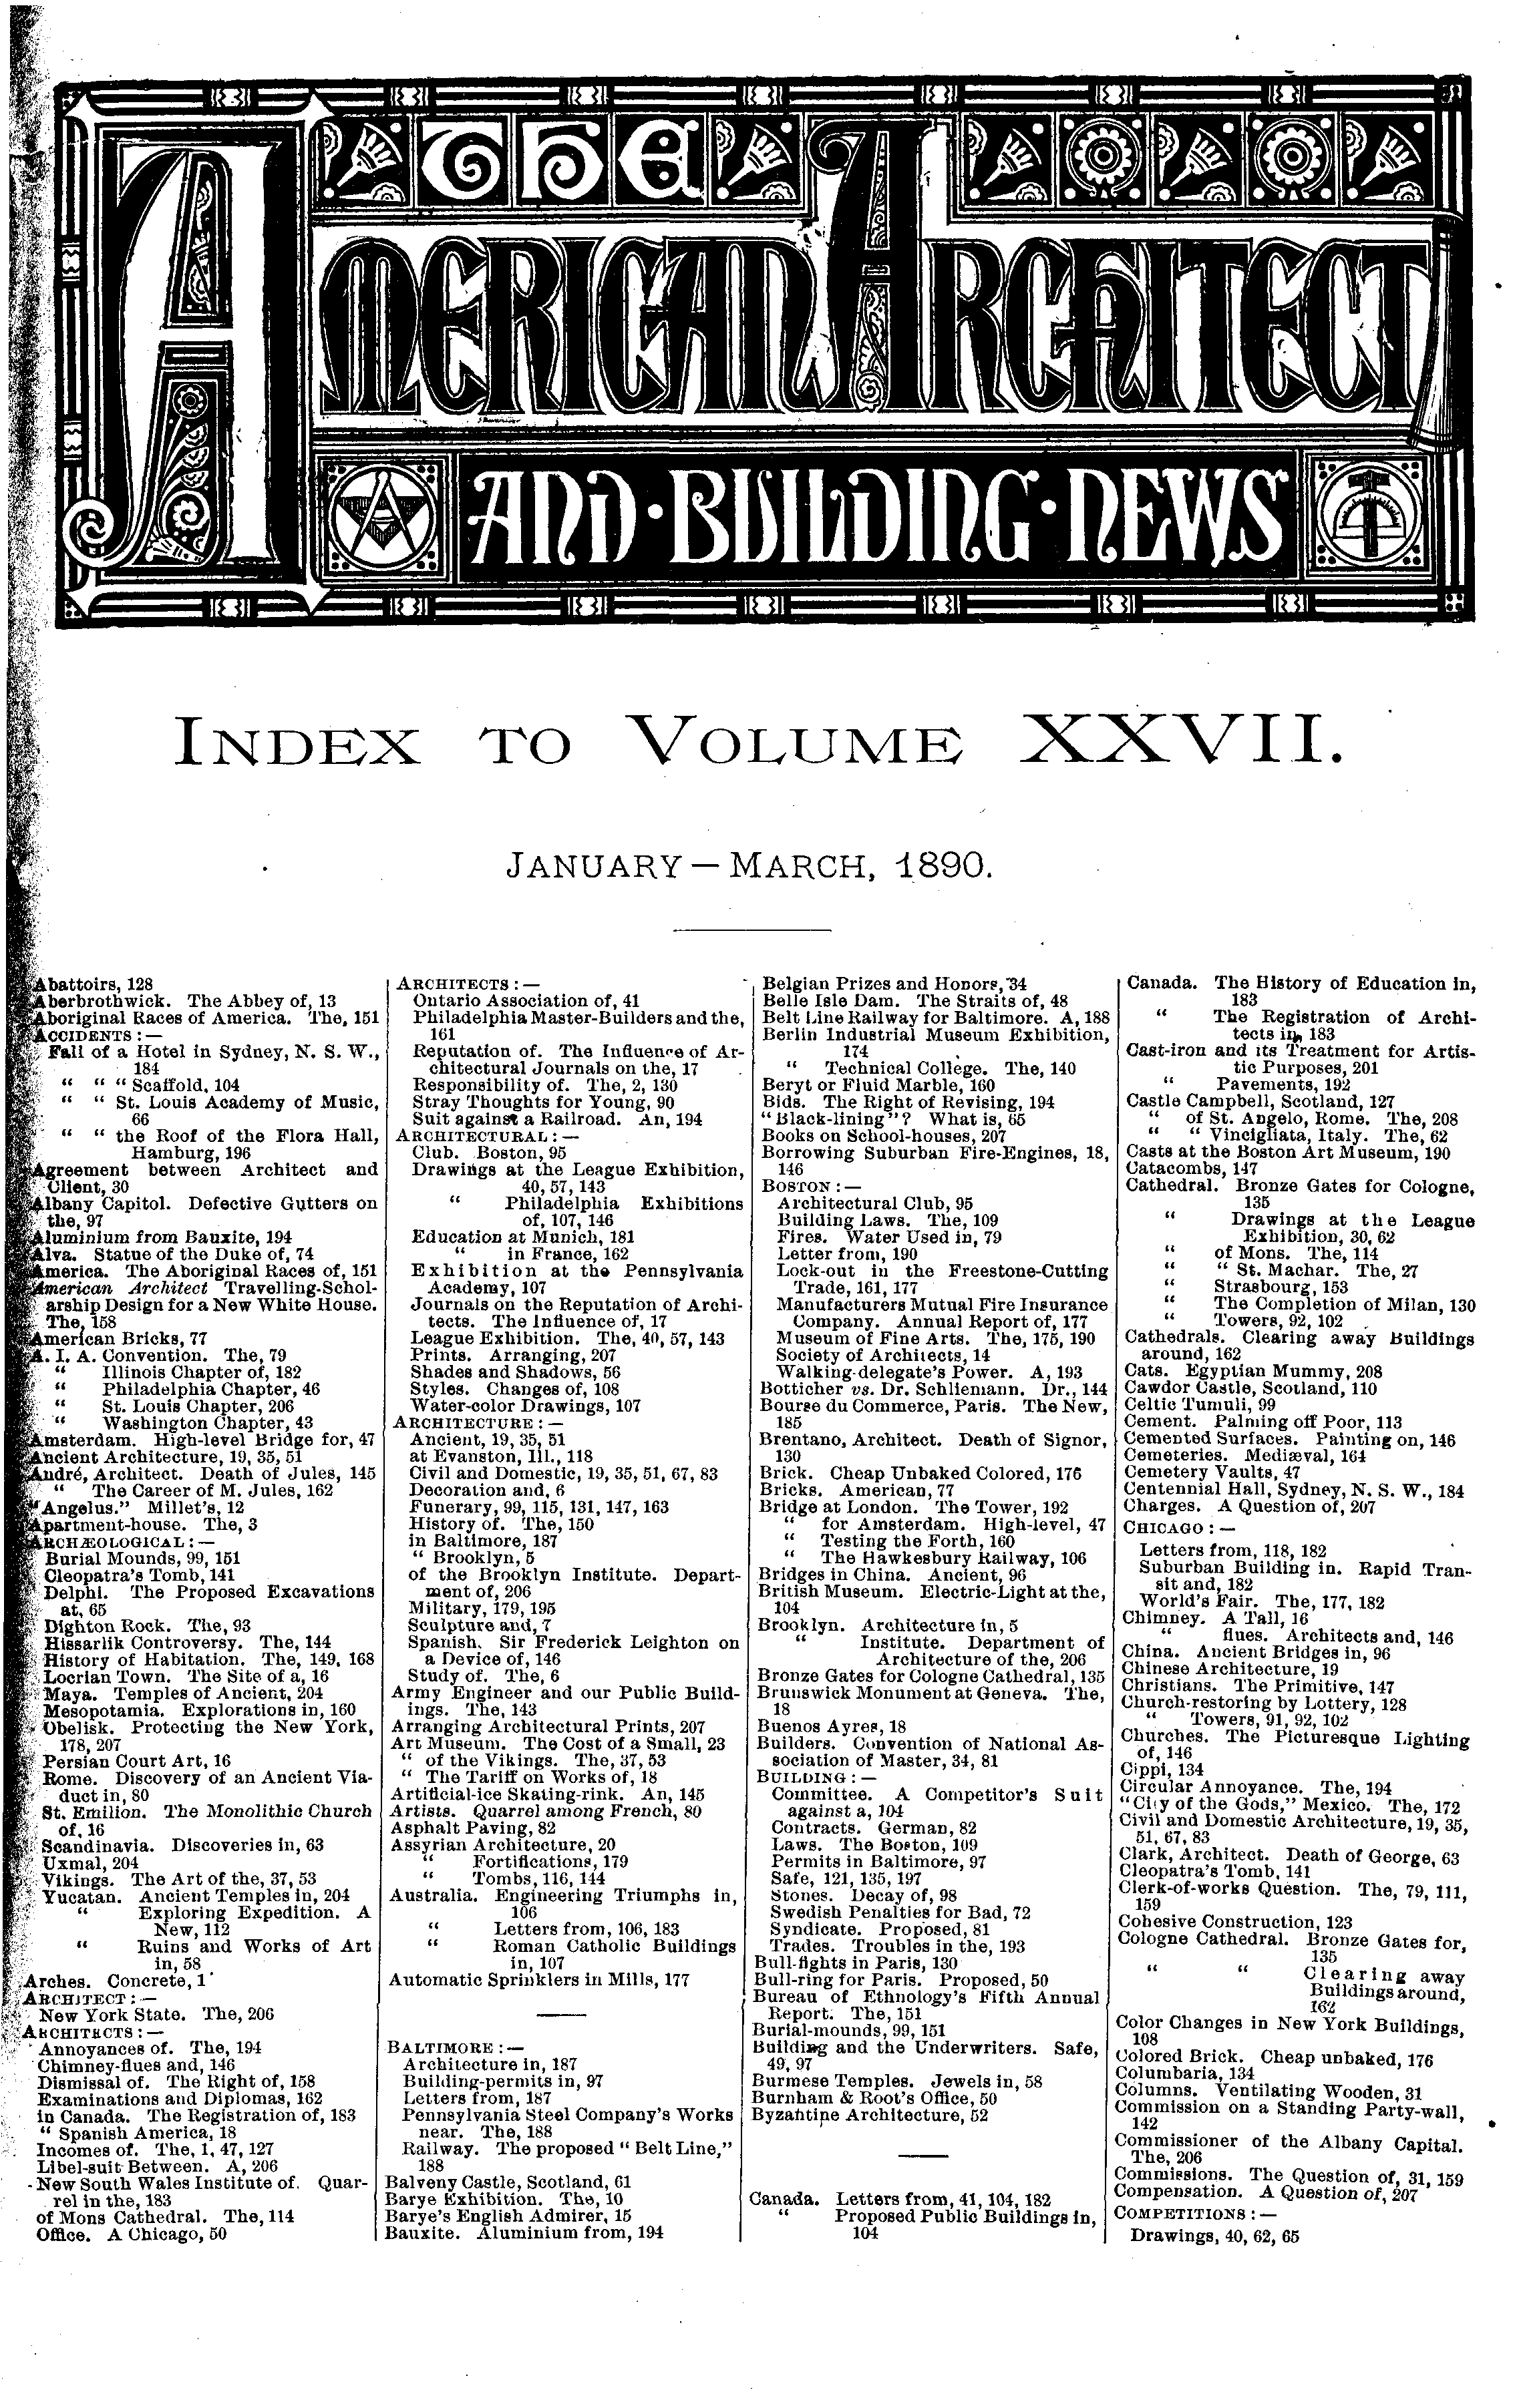 THE
AMERICAN ARCHITECT
AND · BUILDING · NEWS
INDEX TO VOLUME XXVII.
JANUARY — MARCH, 1890.
Abattoirs, 128
Aberbrothwick. The Abbey of, 13
Aboriginal Races of America. The, 151
ACCIDENTS: —
Fall of a Hotel in Sydney, N. S. W.,
184
“ “ “ Scaffold, 104
“ “ St. Louis Academy of Music,
66
“ “ the Roof of the Flora Hall,
Hamburg, 196
Agreement between Architect and
Client, 30
Albany Capitol. Defective Gutters on
the, 97
Aluminium from Bauxite, 194
Alva. Statue of the Duke of, 74
America. The Aboriginal Races of, 151
American Architect Travelling-Schol-
arship Design for a New White House.
The, 158
American Bricks, 77
A. I. A. Convention. The, 79
“ Illinois Chapter of, 182
“ Philadelphia Chapter, 46
“ St. Louis Chapter, 206
“ Washington Chapter, 43
Amsterdam. High-level Bridge for, 47
Ancient Architecture, 19, 35, 51
André, Architect. Death of Jules, 145
“ The Career of M. Jules, 162
“Angelus.” Millet's, 12
Apartment-house. The, 3
ARCHÆOLOGICAL: —
Burial Mounds, 99, 151
Cleopatra's Tomb, 141
Delphi. The Proposed Excavations
at, 65
Dighton Rock. The, 93
Hissarlik Controversy. The, 144
History of Habitation. The, 149, 168
Locrian Town. The Site of a, 16
Maya. Temples of Ancient, 204
Mesopotamia. Explorations in, 160
Obelisk. Protecting the New York,
178, 207
Persian Court Art, 16
Rome. Discovery of an Ancient Via-
duct in, 80
St. Emilion. The Monolithic Church
of, 16
Scandinavia. Discoveries in, 63
Uxmal, 204
Vikings. The Art of the, 37, 53
Yucatan. Ancient Temples in, 204
“ Exploring Expedition. A
New, 112
“ Ruins and Works of Art
in, 58
Arches. Concrete, 1
ARCHITECT: —
New York State. The, 206
ARCHITECTS: —
Annoyances of. The, 194
Chimney-flues and, 146
Dismissal of. The Right of, 158
Examinations and Diplomas, 162
in Canada. The Registration of, 183
“ Spanish America, 18
Incomes of. The, 1, 47, 127
Libel-suit Between. A, 206
New South Wales Institute of. Quar-
rel in the, 183
of Mons Cathedral. The, 114
Office. A Chicago, 50
ARCHITECTS: —
Ontario Association of, 41
Philadelphia Master-Builders and the,
161
Reputation of. The Influence of Ar-
chitectural Journals on the, 17
Responsibility of. The, 2, 130
Stray Thoughts for Young, 90
Suit against a Railroad. An, 194
ARCHITECTURAL: —
Club. Boston, 95
Drawings at the League Exhibition,
40, 57, 143
“ Philadelphia Exhibitions
of, 107, 146
Education at Munich, 181
“ in France, 162
Exhibition at the Pennsylvania
Academy, 107
Journals on the Reputation of Archi-
tects. The Influence of, 17
League Exhibition. The, 40, 57, 143
Prints. Arranging, 207
Shades and Shadows, 56
Styles. Changes of, 108
Water-color Drawings, 107
ARCHITECTURE: —
Ancient, 19, 35, 51
at Evanston, Ill., 118
Civil and Domestic, 19, 35, 51, 67, 83
Decoration and, 6
Funerary, 99, 115, 131, 147, 163
History of. The, 150
in Baltimore, 187
“ Brooklyn, 5
of the Brooklyn Institute. Depart-
ment of, 206
Military, 179, 195
Sculpture and, 7
Spanish. Sir Frederick Leighton on
a Device of, 146
Study of. The, 6
Army Engineer and our Public Build-
ings. The, 143
Arranging Architectural Prints, 207
Art Museum. The Cost of a Small, 23
“ of the Vikings. The, 37, 53
“ The Tariff on Works of, 18
Artificial-ice Skating-rink. An, 145
Artists. Quarrel among French, 80
Asphalt Paving, 82
Assyrian Architecture, 20
“ Fortifications, 179
“ Tombs, 116, 144
Australia. Engineering Triumphs in,
106
“ Letters from, 106, 183
“ Roman Catholic Buildings
in, 107
Automatic Sprinklers in Mills, 177
BALTIMORE: —
Architecture in, 187
Building-permits in, 97
Letters from, 187
Pennsylvania Steel Company's Works
near. The, 188
Railway. The proposed “Belt Line,”
188
Balveny Castle, Scotland, 61
Barye Exhibition. The, 10
Barye's English Admirer, 15
Bauxite. Aluminium from, 194
Belgian Prizes and Honors, 34
Belle Isle Dam. The Straits of, 48
Belt Line Railway for Baltimore. A, 188
Berlin Industrial Museum Exhibition,
174
“ Technical College. The, 140
Beryt or Fluid Marble, 160
Bids. The Right of Revising, 194
“Black-lining”? What is, 65
Books on School-houses, 207
Borrowing Suburban Fire-Engines, 18,
146
BOSTON: —
Architectural Club, 95
Building Laws. The, 109
Fires. Water Used in, 79
Letter from, 190
Lock-out in the Freestone-Cutting
Trade, 161, 177
Manufacturers Mutual Fire Insurance
Company. Annual Report of, 177
Museum of Fine Arts. The, 175, 190
Society of Architects, 14
Walking-delegate's Power. A, 193
Botticher vs. Dr. Schliemann. Dr., 144
Bourse du Commerce, Paris. The New,
185
Brentano, Architect. Death of Signor,
130
Brick. Cheap Unbaked Colored, 176
Bricks. American, 77
Bridge at London. The Tower, 192
“ for Amsterdam. High-level, 47
“ Testing the Forth, 160
“ The Hawkesbury Railway, 106
Bridges in China. Ancient, 96
British Museum. Electric-Light at the,
104
Brooklyn. Architecture in, 5
“ Institute. Department of
Architecture of the, 206
Bronze Gates for Cologne Cathedral, 135
Brunswick Monument at Geneva. The,
18
Buenos Ayres, 18
Builders. Convention of National As-
sociation of Master, 34, 81
BUILDING: —
Committee. A Competitor's Suit
against a, 104
Contracts. German, 82
Laws. The Boston, 109
Permits in Baltimore, 97
Safe, 121, 135, 197
Stones. Decay of, 98
Swedish Penalties for Bad, 72
Syndicate. Proposed, 81
Trades. Troubles in the, 193
Bull-fights in Paris, 130
Bull-ring for Paris. Proposed, 50
Bureau of Ethnology's Fifth Annual
Report. The, 151
Burial-mounds, 99, 151
Building and the Underwriters. Safe,
49, 97
Burmese Temples. Jewels in, 58
Burnham & Root's Office, 50
Byzantine Architecture, 52
Canada. Letters from, 41, 104, 182
“ Proposed Public Buildings in,
104
Canada. The History of Education in,
183
“ The Registration of Archi-
tects in, 183
Cast-iron and its Treatment for Artis-
tic Purposes, 201
“ Pavements, 192
Castle Campbell, Scotland, 127
“ of St. Angelo, Rome. The, 208
“ “ Vincigliata, Italy. The, 62
Casts at the Boston Art Museum, 190
Catacombs, 147
Cathedral. Bronze Gates for Cologne,
135
“ Drawings at the League
Exhibition, 30, 62
“ of Mons. The, 114
“ “ St. Machar. The, 27
“ Strasbourg, 153
“ The Completion of Milan, 130
“ Towers, 92, 102
Cathedrals. Clearing away Buildings
around, 162
Cats. Egyptian Mummy, 208
Cawdor Castle, Scotland, 110
Celtic Tumuli, 99
Cement. Palming off Poor, 113
Cemented Surfaces. Painting on, 146
Cemeteries. Mediæval, 164
Cemetery Vaults, 47
Centennial Hall, Sydney, N. S. W., 184
Charges. A Question of, 207
CHICAGO: —
Letters from, 118, 182
Suburban Building in. Rapid Tran-
sit and, 182
World's Fair. The, 177, 182
Chimney. A Tall, 16
“ flues. Architects and, 146
China. Ancient Bridges in, 96
Chinese Architecture, 19
Christians. The Primitive, 147
Church-restoring by Lottery, 128
“ Towers, 91, 92, 102
Churches. The Picturesque Lighting
of, 146
Cippi, 134
Circular Annoyance. The, 194
“City of the Gods,” Mexico. The, 172
Civil and Domestic Architecture, 19, 35,
51, 67, 83
Clark, Architect. Death of George, 63
Cleopatra's Tomb, 141
Clerk-of-works Question. The, 79, 111,
159
Cohesive Construction, 123
Cologne Cathedral. Bronze Gates for,
135
“ “ Clearing away
Buildings around,
162
Color Changes in New York Buildings,
108
Colored Brick. Cheap unbaked, 176
Columbaria, 134
Columns. Ventilating Wooden, 31
Commission on a Standing Party-wall,
142
Commissioner of the Albany Capital.
The, 206
Commissions. The Question of, 31, 159
Compensation. A Question of, 207
COMPETITIONS: —
Drawings, 40, 62, 65